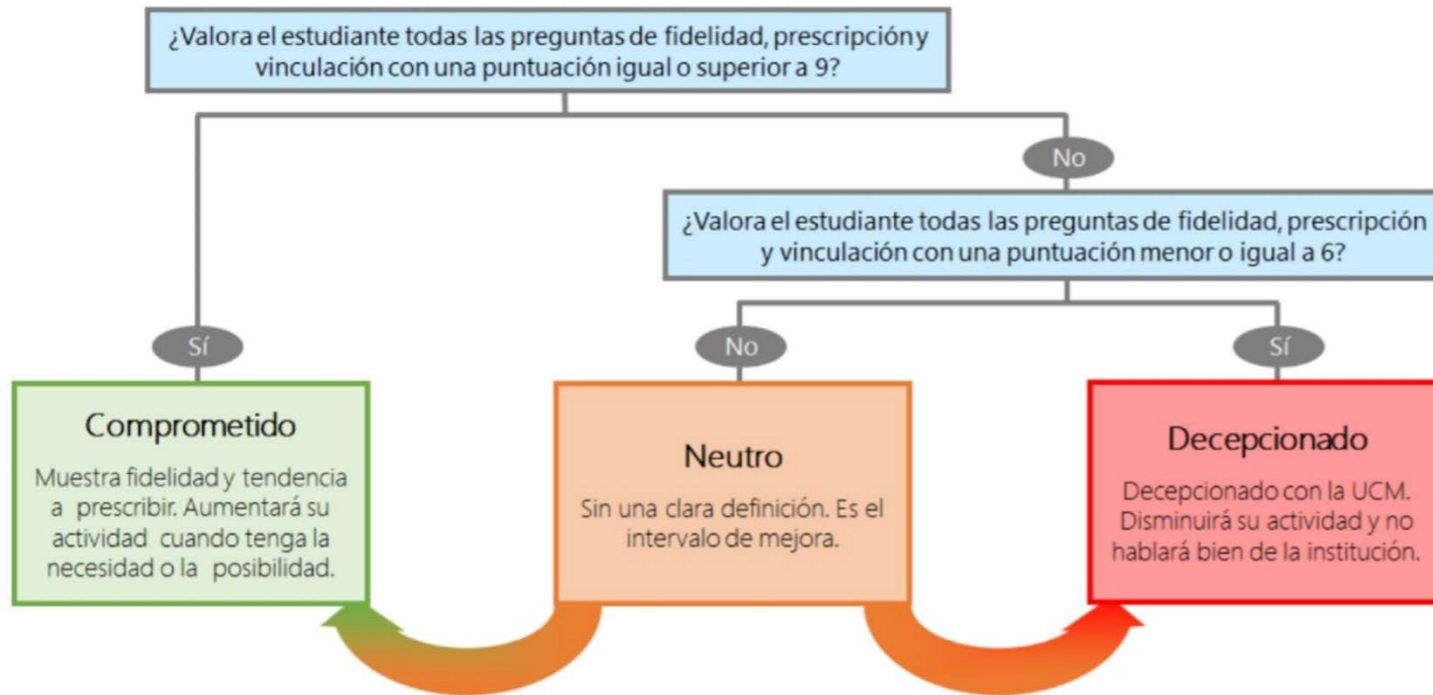 ¿Valora el estudiante todas las preguntas de fidelidad, prescripción y
vinculación con una puntuación igual o superior a 9?
No
¿Valora el estudiante todas las preguntas de fidelidad, prescripción
y vinculación con una puntuación menor o igual a 6?
Sí
No
Sí
Comprometido
Muestra fidelidad y tendencia
a prescribir. Aumentará su
actividad cuando tenga la
necesidad o la posibilidad.
Neutro
Sin una clara definición. Es el
intervalo de mejora.
Decepcionado
Decepcionado con la UCM.
Disminuirá su actividad y no
hablará bien de la institución.